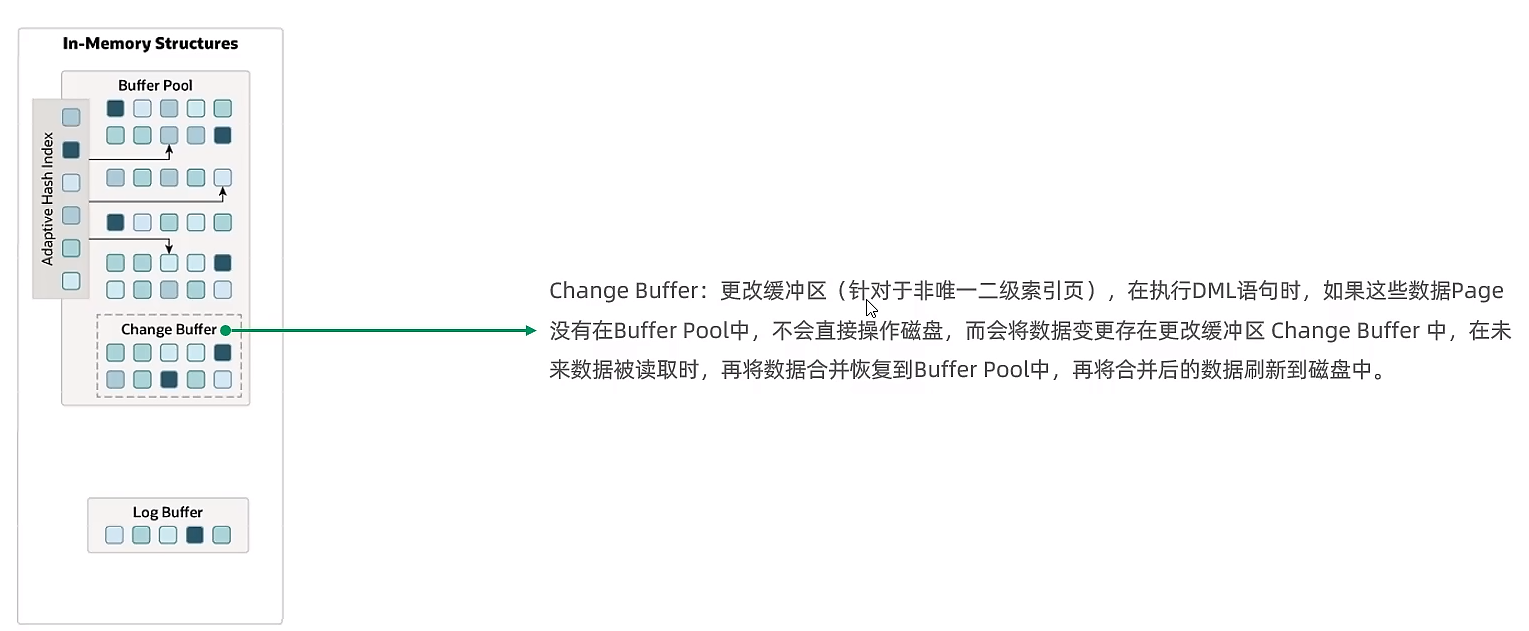 In-Memory Structures
Buffer Pool
Adaptive Hash Index
Change Buffer
Log Buffer
Change Buffer：更改缓冲区（针对于非唯一二级索引页），在执行DML语句时，如果这些数据Page
没有在Buffer Pool中，不会直接操作磁盘，而会将数据变更存在更改缓冲区 Change Buffer 中，在未
来数据被读取时，再将数据合并恢复到Buffer Pool中，再将合并后的数据刷新到磁盘中。